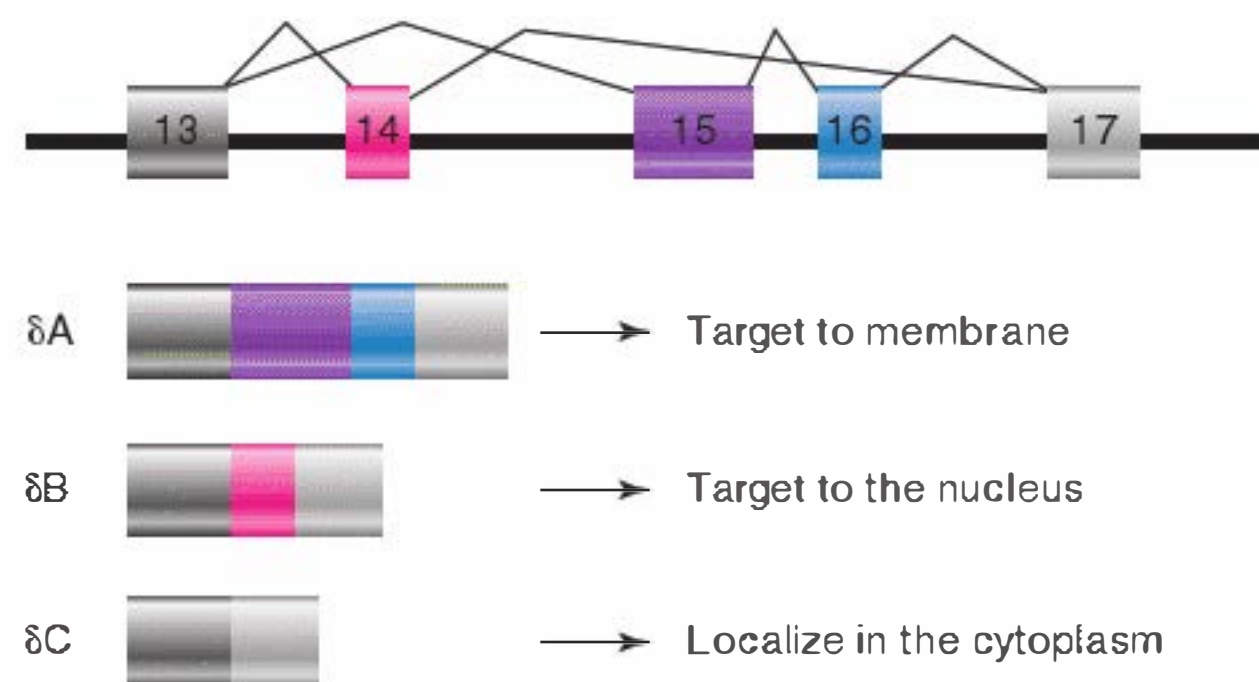 13 14 15 16 17
δA Target to membrane
δB Target to the nucleus
δC Localize in the cytoplasm